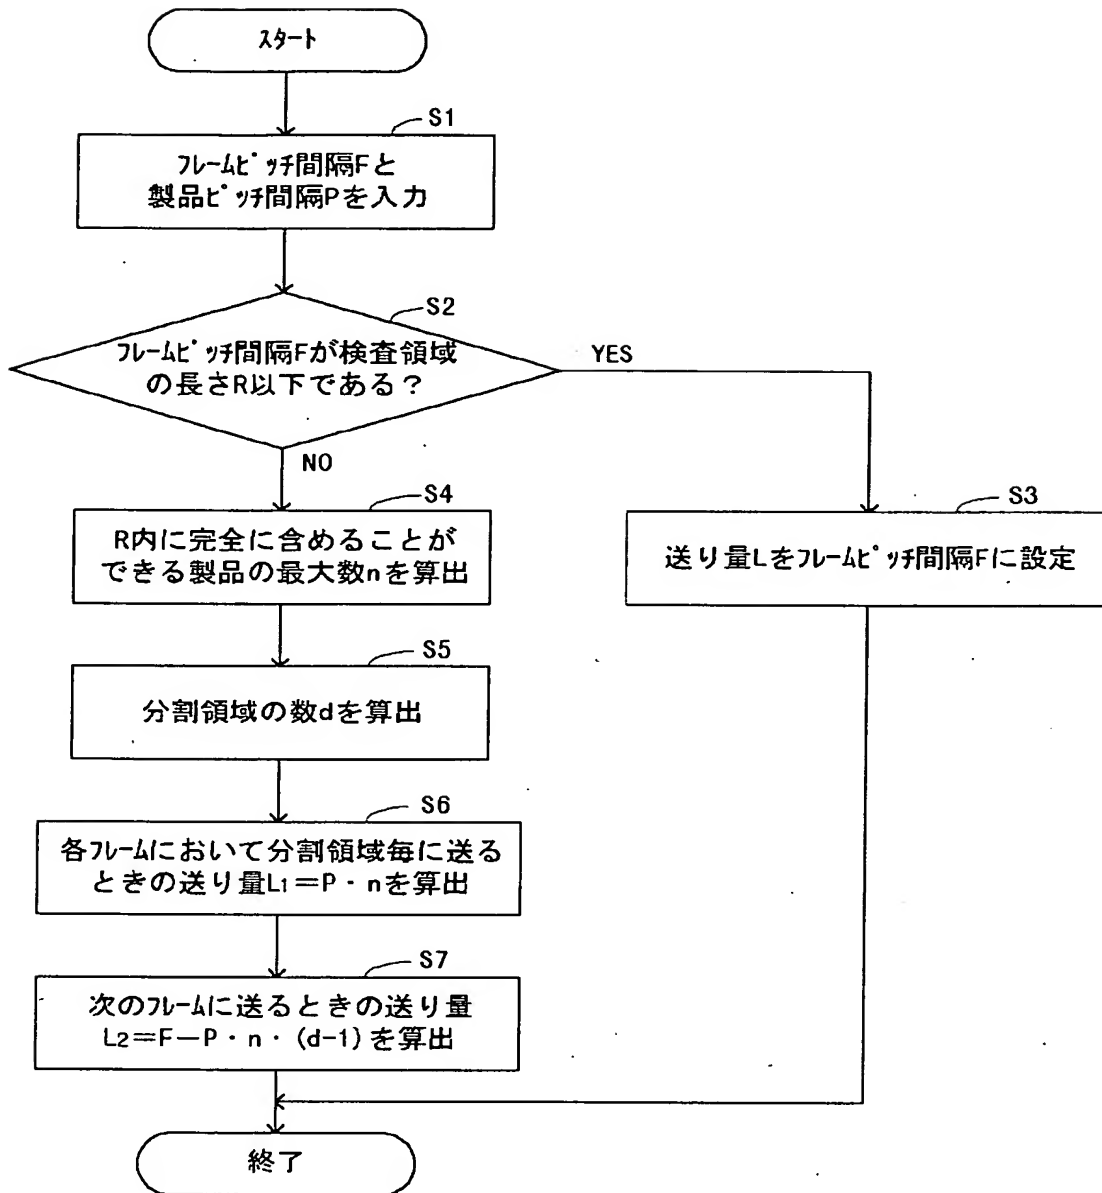 スタート
S1
フレームピッチ間隔Fと
製品ピッチ間隔Pを入力
S2
フレームピッチ間隔Fが検査領域
の長さR以下である?
YES
NO
S4
R内に完全に含めることが
できる製品の最大数nを算出
S3
送り量Lをフレームピッチ間隔Fに設定
S5
分割領域の数dを算出
S6
各フレームにおいて分割領域毎に送る
ときの送り量L1=P・nを算出
S7
次のフレームに送るときの送り量
L2=F-P・n・(d-1)を算出
終了